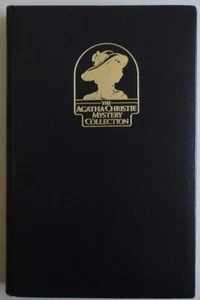 THE
AGATHA CHRISTIE
MYSTERY
COLLECTION